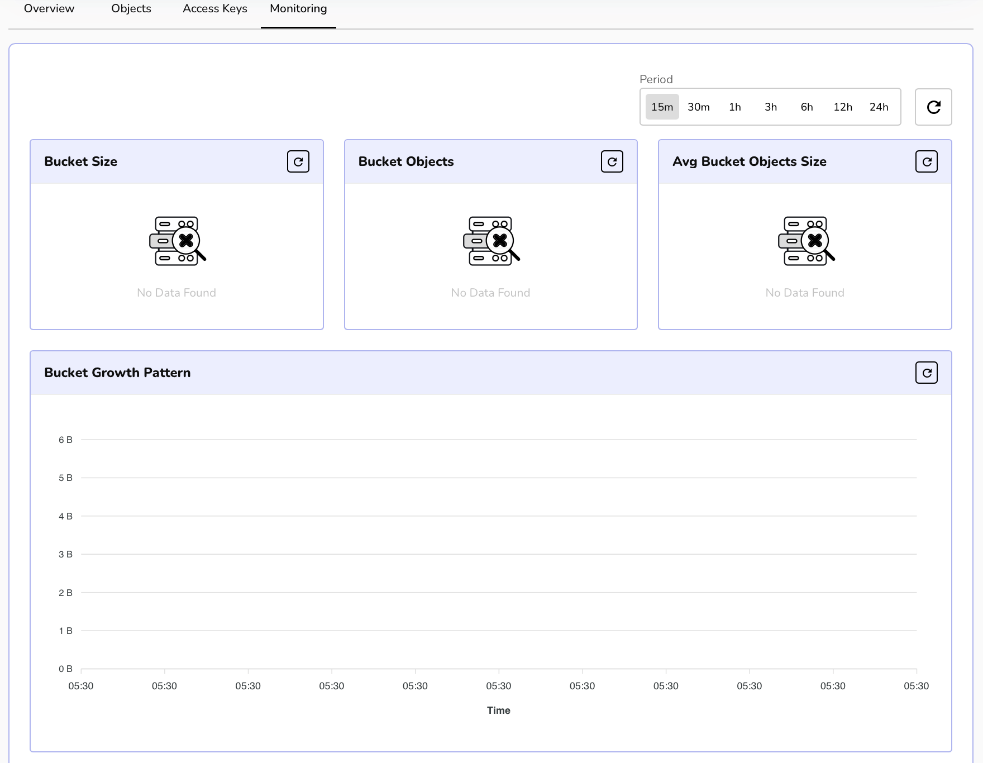 Overview Objects Access Keys Monitoring
Period
15m 30m 1h 3h 6h 12h 24h
Bucket Size Bucket Objects Avg Bucket Objects Size
No Data Found No Data Found No Data Found
Bucket Growth Pattern
6 B
5 B
4 B
3 B
2 B
1 B
0 B
05:30 05:30 05:30 05:30 05:30 05:30 05:30 05:30 05:30 05:30 05:30
Time